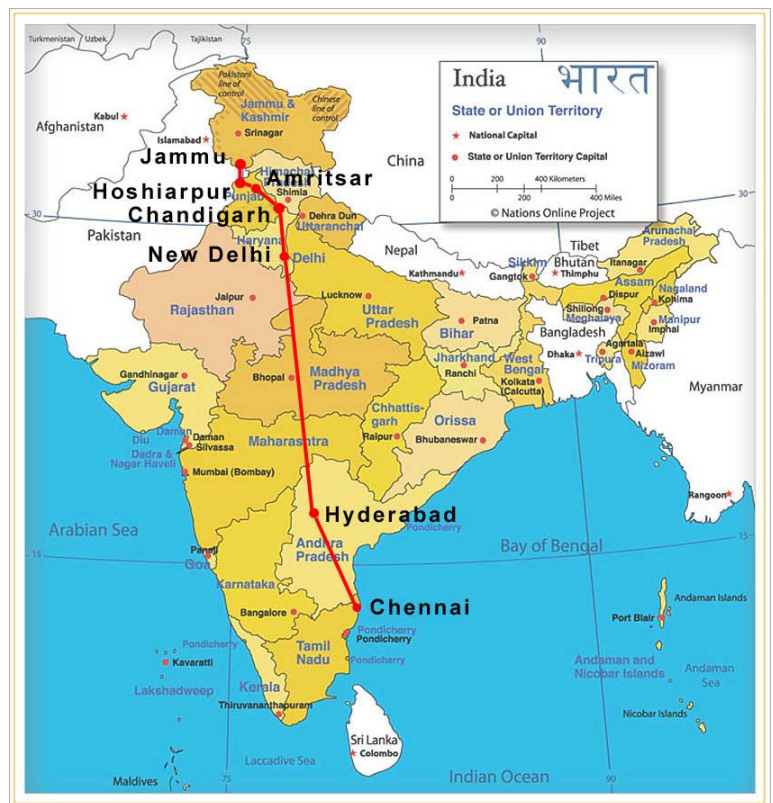 Turkmenistan
Uzbek.
Tajikistan
75
90
Pakistani
line of
control
Chinese
line of
control
Jammu &
Kashmir
Srinagar
Kabul
Afghanistan
Islamabad
India भारत
State or Union Territory
National Capital
State or Union Territory Capital
0 200 400 Kilometers
0 200 400 Miles
© Nations Online Project
Jammu
Himachal
Pradesh
Amritsar
China
Hoshiarpur
Punjab
Shimla
Chandigarh
Dehra Dun
Uttaranchal
30
30
Pakistan
Haryana
New Delhi
Delhi
Nepal
Kathmandu
Tibet
Bhutan
Thimphu
Sikkim
Gangtok
Arunachal
Pradesh
Itanagar
Assam
Dispur
Nagaland
Kohima
Shillong
Meghalaya
Manipur
Imphal
Jaipur
Rajasthan
Lucknow
Uttar
Pradesh
Bihar
Patna
Bangladesh
Dhaka
Agartala
Tripura
Aizawl
Mizoram
Jharkhand
Ranchi
West
Bengal
Kolkata
(Calcutta)
Myanmar
Gandhinagar
Gujarat
Bhopal
Madhya
Pradesh
Chhattis-
garh
Raipur
Orissa
Bhubaneswar
Daman
Diu
Daman
Silvassa
Dadra &
Nagar Haveli
Maharashtra
Mumbai (Bombay)
Rangoon
Hyderabad
Pondicherry
Arabian Sea
Andhra
Pradesh
Bay of Bengal
15
15
Panaji
Goa
Karnataka
Bangalore
Chennai
Pondicherry
Pondicherry
Tamil
Nadu
Pondicherry
Pondicherry
Kavaratti
Lakshadweep
Kerala
Thiruvananthapuram
Andaman Islands
Port Blair
Andaman and
Nicobar Islands
Andaman
Sea
Nicobar Islands
Sri Lanka
Colombo
Laccadive Sea
Maldives
75
Indian Ocean
90